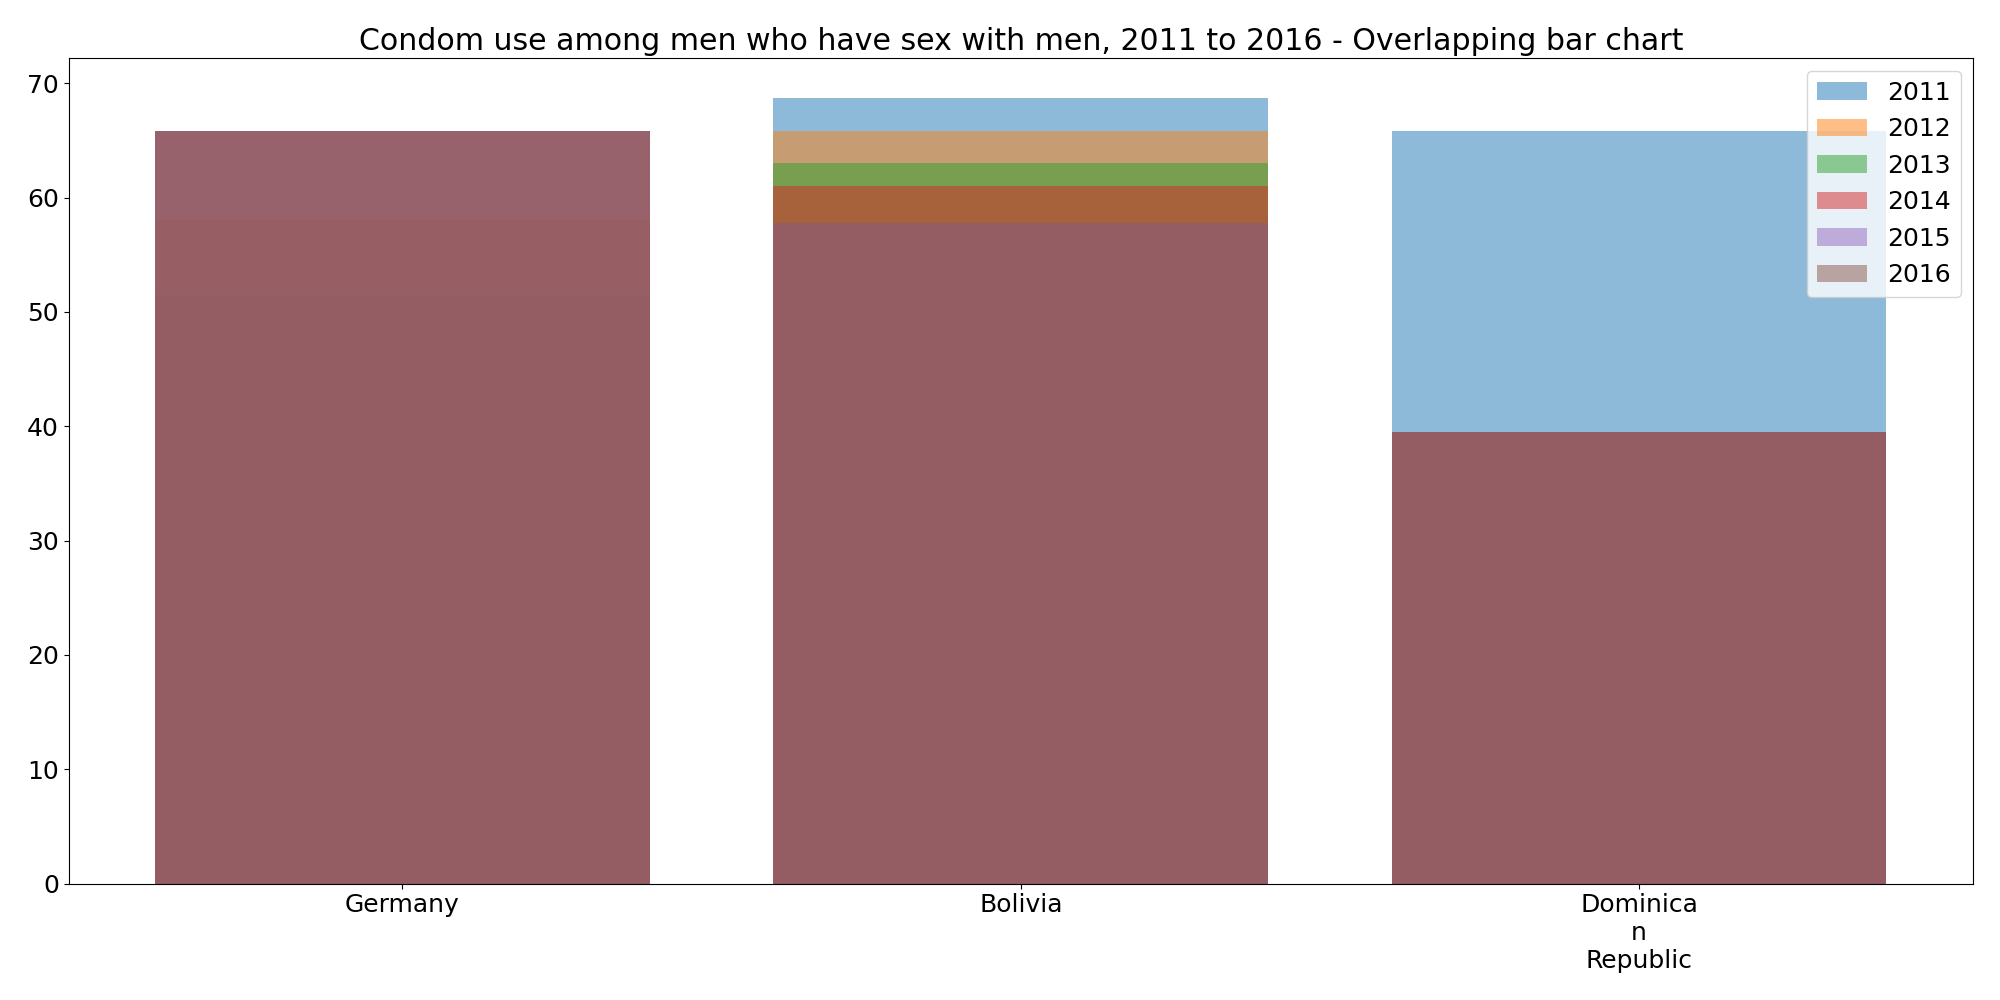 Condom use among men who have sex with men, 2011 to 2016 - Overlapping bar chart
70
60
50
40
30
20
10
0
2011
2012
2013
2014
2015
2016
Germany
Bolivia
Dominica
n
Republic